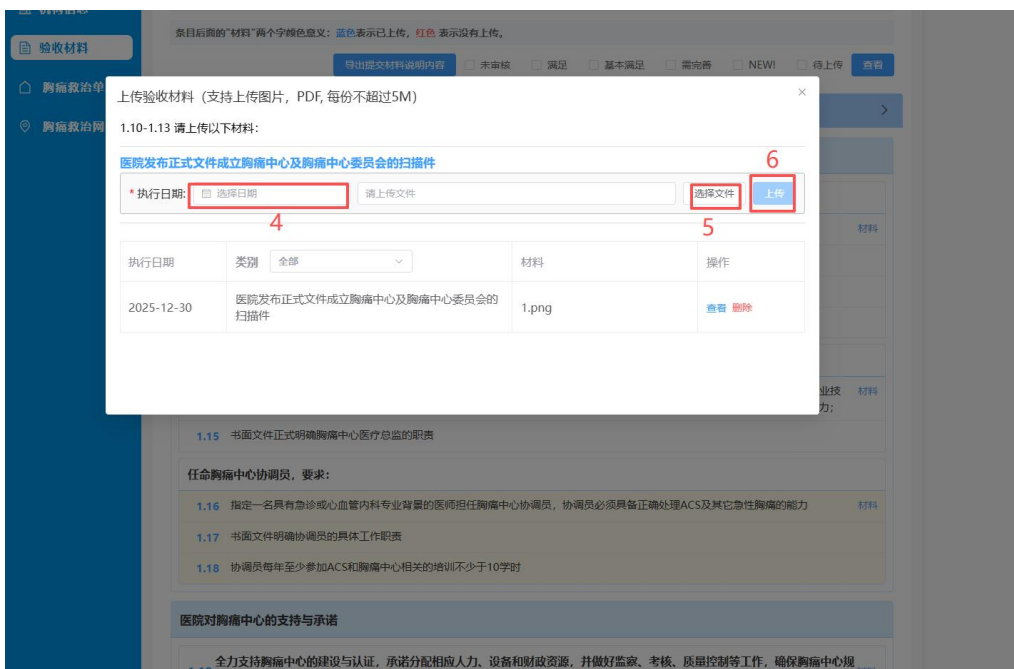 机构信息
验收材料
胸痛救治单
胸痛救治网
条目后面的"材料"两个字颜色意义：蓝色表示已上传，红色 表示没有上传。
导出提交材料说明内容 未审核 满足 基本满足 需完善 NEW! 待上传 查看
上传验收材料（支持上传图片，PDF, 每份不超过5M）
1.10-1.13 请上传以下材料：
医院发布正式文件成立胸痛中心及胸痛中心委员会的扫描件
6
*执行日期: 选择日期 请上传文件 选择文件 上传
4 5
材料
执行日期 类别 全部 材料 操作
2025-12-30 医院发布正式文件成立胸痛中心及胸痛中心委员会的 1.png 查看 删除
扫描件
业技 材料
力；
1.15 书面文件正式明确胸痛中心医疗总监的职责
任命胸痛中心协调员，要求：
1.16 指定一名具有急诊或心血管内科专业背景的医师担任胸痛中心协调员，协调员必须具备正确处理ACS及其它急性胸痛的能力 材料
1.17 书面文件明确协调员的具体工作职责
1.18 协调员每年至少参加ACS和胸痛中心相关的培训不少于10学时
医院对胸痛中心的支持与承诺
全力支持胸痛中心的建设与认证，承诺分配相应人力、设备和财政资源，并做好监察、考核、质量控制等工作，确保胸痛中心规